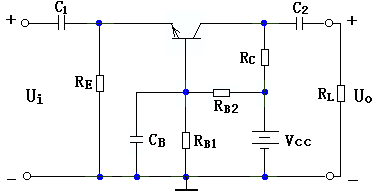 + C1 C2 +
RE RC
Ui RB2 RL Uo
CB RB1 Vcc
− −